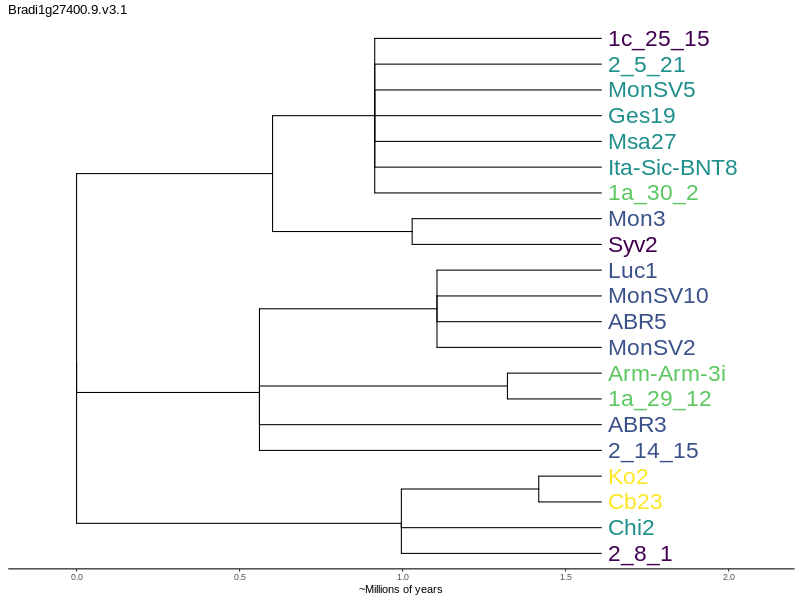 Bradi1g27400.9.v3.1
1c_25_15
2_5_21
MonSV5
Ges19
Msa27
Ita-Sic-BNT8
1a_30_2
Mon3
Syv2
Luc1
MonSV10
ABR5
MonSV2
Arm-Arm-3i
1a_29_12
ABR3
2_14_15
Ko2
Cb23
Chi2
2_8_1
0.0 0.5 1.0 1.5 2.0
~Millions of years